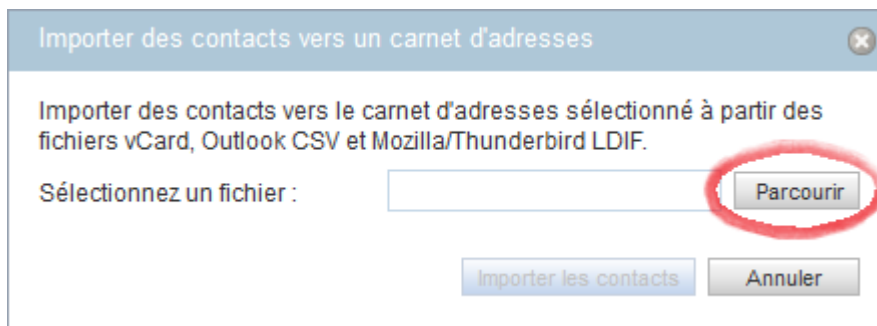 Importer des contacts vers un carnet d'adresses
Importer des contacts vers le carnet d'adresses sélectionné à partir des
fichiers vCard, Outlook CSV et Mozilla/Thunderbird LDIF.
Sélectionnez un fichier :
Parcourir
Importer les contacts
Annuler